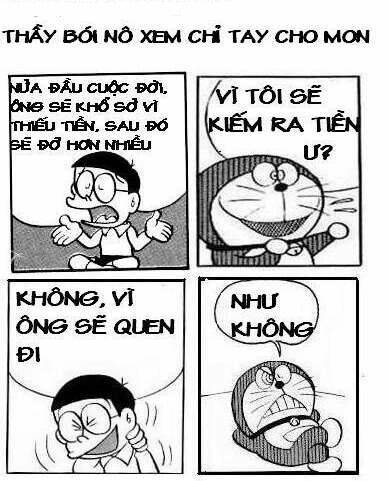 THẦY BÓI NÔ XEM CHỈ TAY CHO MON
NỬA ĐẦU CUỘC ĐỜI,
ÔNG SẼ KHỔ SỞ VÌ
THIẾU TIỀN, SAU ĐÓ
SẼ ĐỠ HƠN NHIỀU
VÌ TÔI SẼ
KIẾM RA TIỀN
Ư?
KHÔNG, VÌ
ÔNG SẼ QUEN
ĐI
NHƯ
KHÔNG